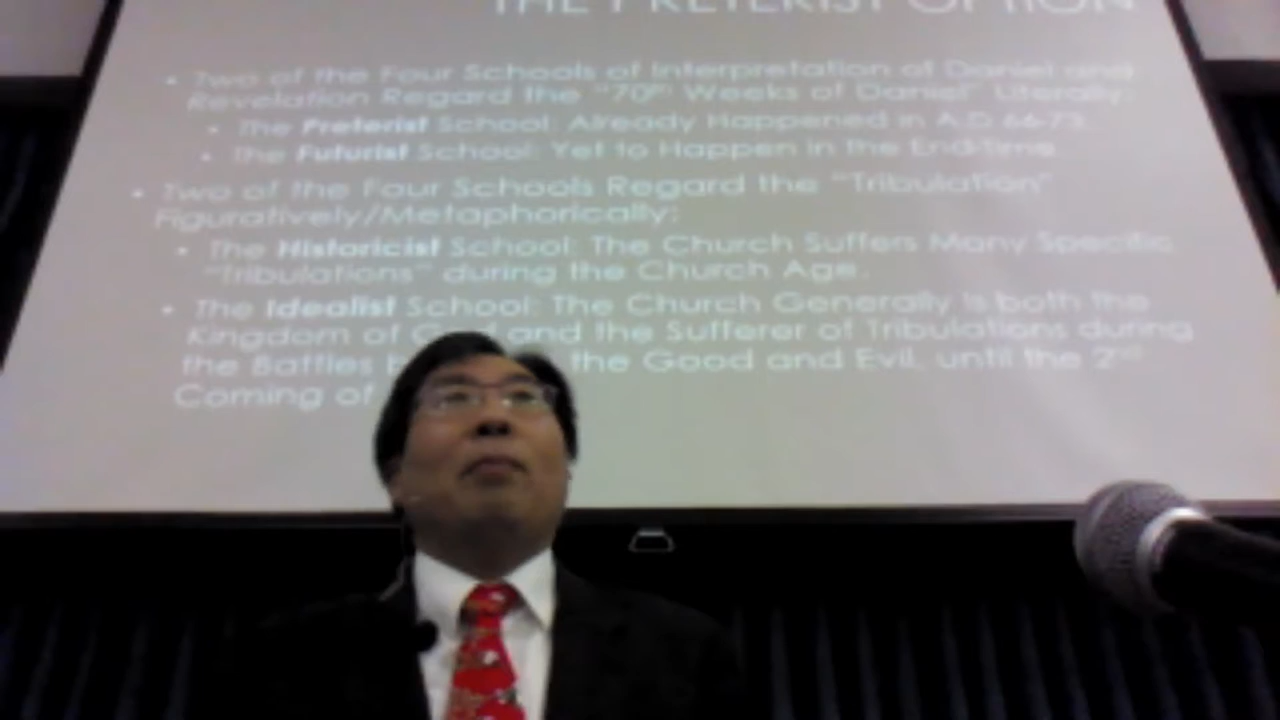 THE PRETERIST OPTION
• Two of the Four Schools of Interpretation of Daniel and
Revelation Regard the "70th Weeks of Daniel" Literally:
• The Preterist School: Already Happened in A.D. 66-73.
• The Futurist School: Yet to Happen in the End-Time.
• Two of the Four Schools Regard the "Tribulation"
Figuratively/Metaphorically:
• The Historicist School: The Church Suffers Many Specific
"Tribulations" during the Church Age.
• The Idealist School: The Church Generally is both the
Kingdom of and the Sufferer of Tribulations during
the Battles the Good and Evil, until the 2nd
Coming of